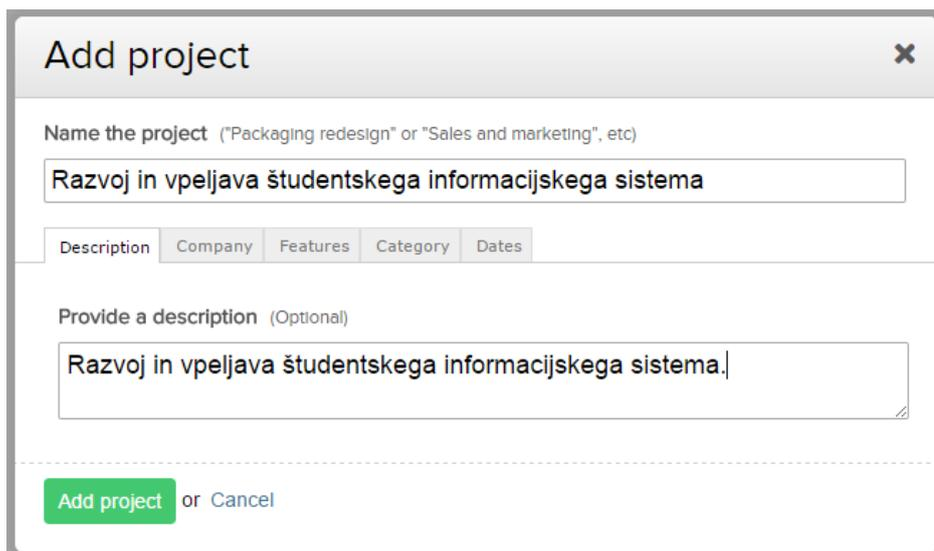 Add project
Name the project ("Packaging redesign" or "Sales and marketing", etc)
Razvoj in vpeljava študentskega informacijskega sistema
Description Company Features Category Dates
Provide a description (Optional)
Razvoj in vpeljava študentskega informacijskega sistema.
Add project or Cancel